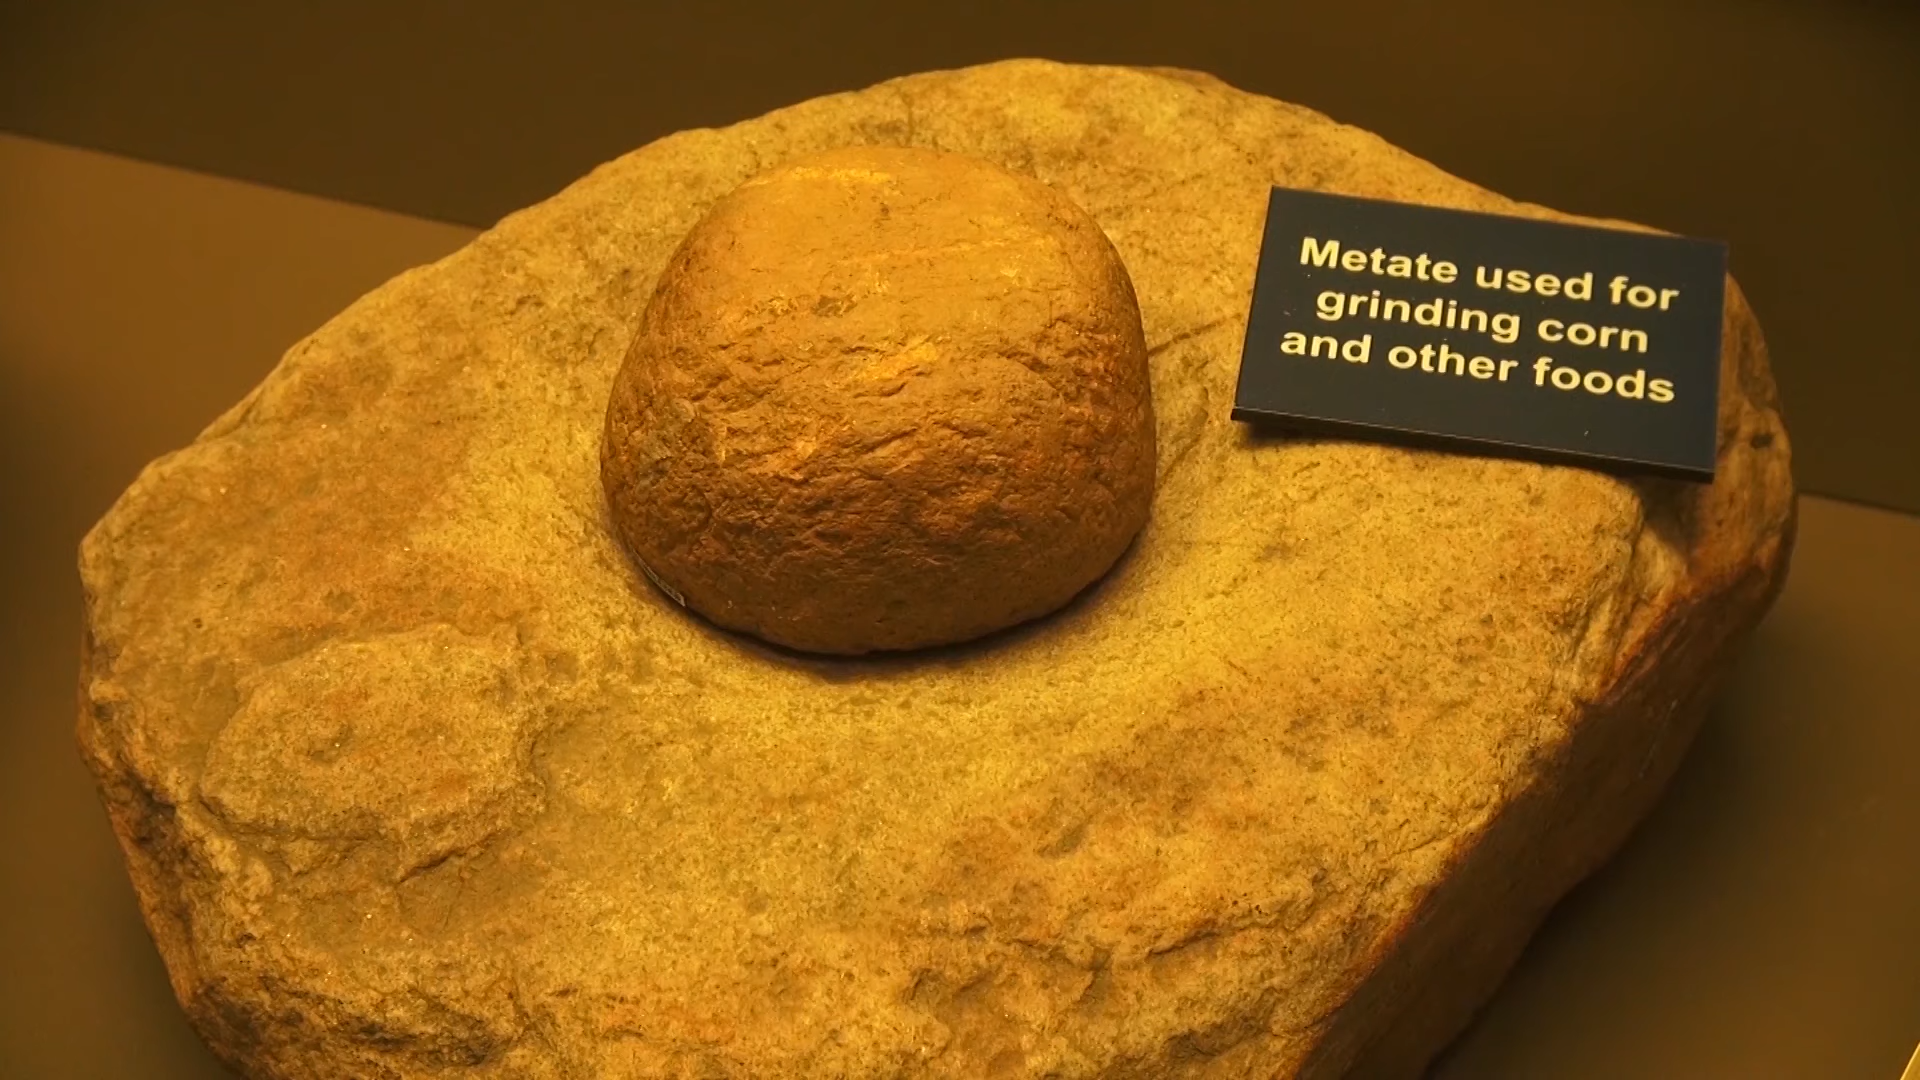 Metate used for
grinding corn
and other foods